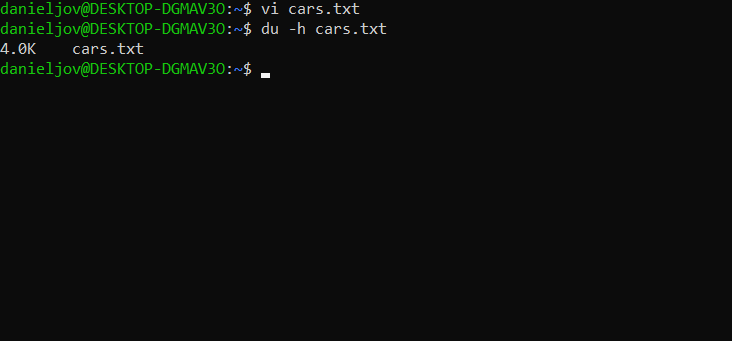 danieljov@DESKTOP-DGMAV3O:~$ vi cars.txt
danieljov@DESKTOP-DGMAV3O:~$ du -h cars.txt
4.0K    cars.txt
danieljov@DESKTOP-DGMAV3O:~$